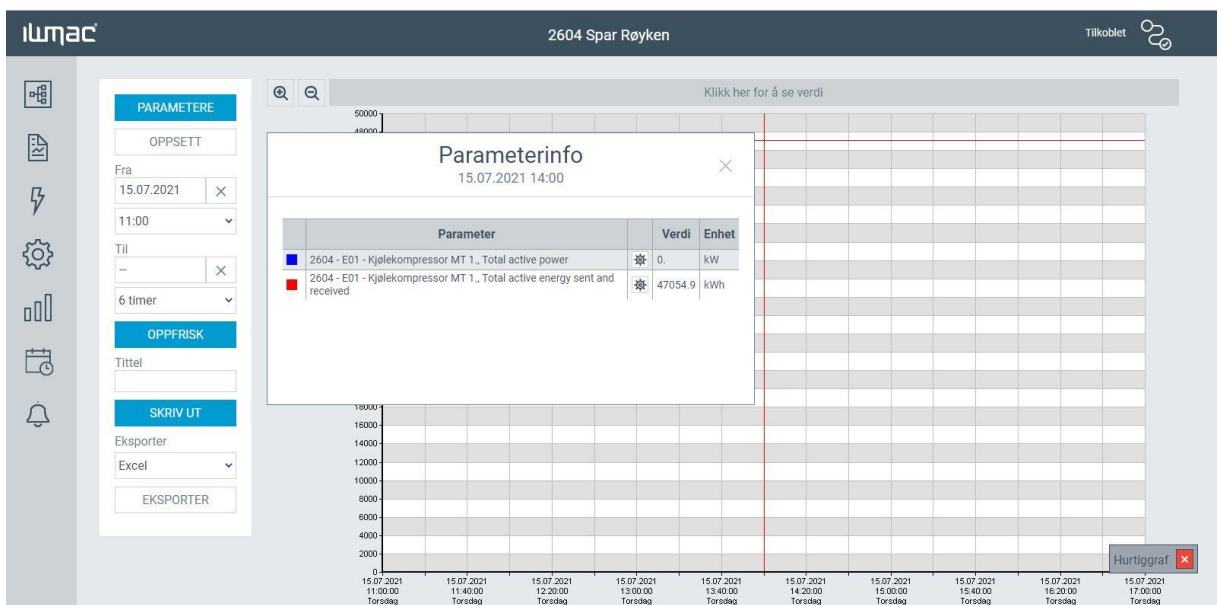 ilumac
2604 Spar Røyken
Tilkoblet
PARAMETERE
OPPSETT
Fra
15.07.2021
11:00
Til
--
6 timer
OPPFRISK
Tittel
SKRIV UT
Eksporter
Excel
EKSPORTER
Klikk her for å se verdi
Parameterinfo
15.07.2021 14:00
Parameter Verdi Enhet
2604 - E01 - Kjølekompressor MT 1., Total active power 0. kW
2604 - E01 - Kjølekompressor MT 1., Total active energy sent and
received 47054.9 kWh
50000
48000
18000
16000
14000
12000
10000
8000
6000
4000
2000
0
15.07.2021 15.07.2021 15.07.2021 15.07.2021 15.07.2021 15.07.2021 15.07.2021 15.07.2021 15.07.2021 15.07.2021
11:00:00 11:40:00 12:20:00 13:00:00 13:40:00 14:20:00 15:00:00 15:40:00 16:20:00 17:00:00
Torsdag Torsdag Torsdag Torsdag Torsdag Torsdag Torsdag Torsdag Torsdag Torsdag
Hurtiggraf